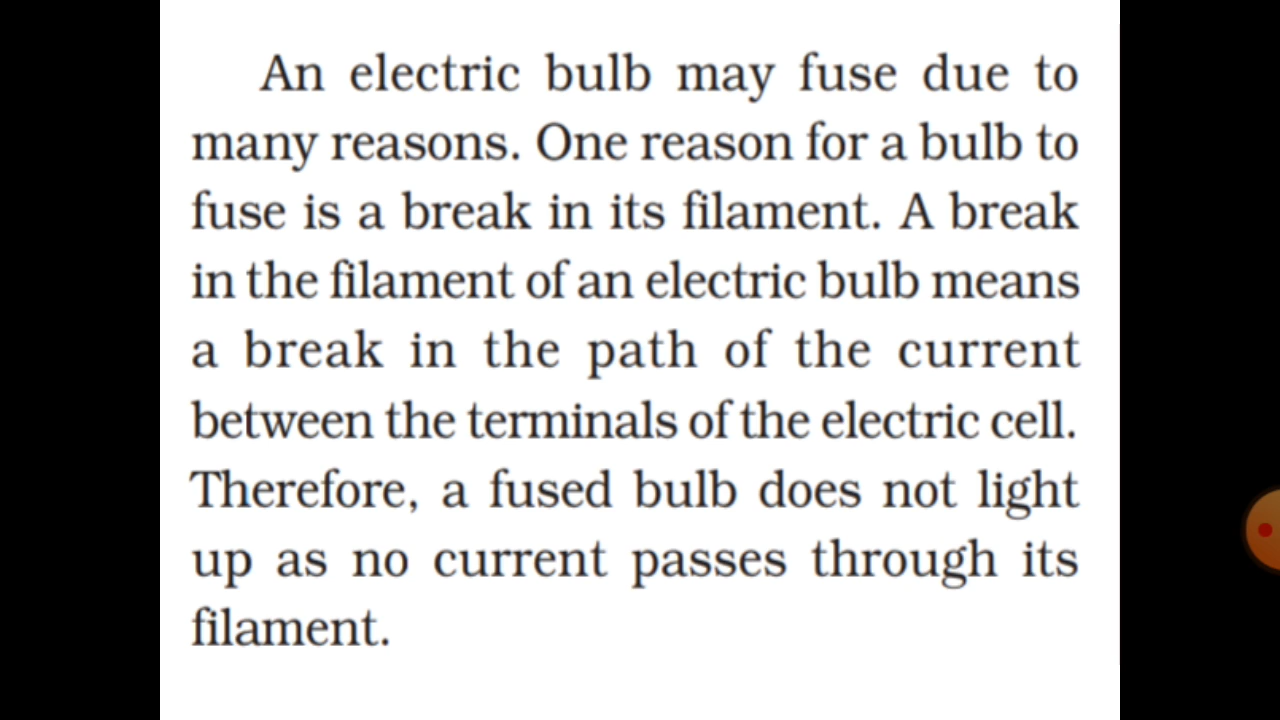 An electric bulb may fuse due to
many reasons. One reason for a bulb to
fuse is a break in its filament. A break
in the filament of an electric bulb means
a break in the path of the current
between the terminals of the electric cell.
Therefore, a fused bulb does not light
up as no current passes through its
filament.